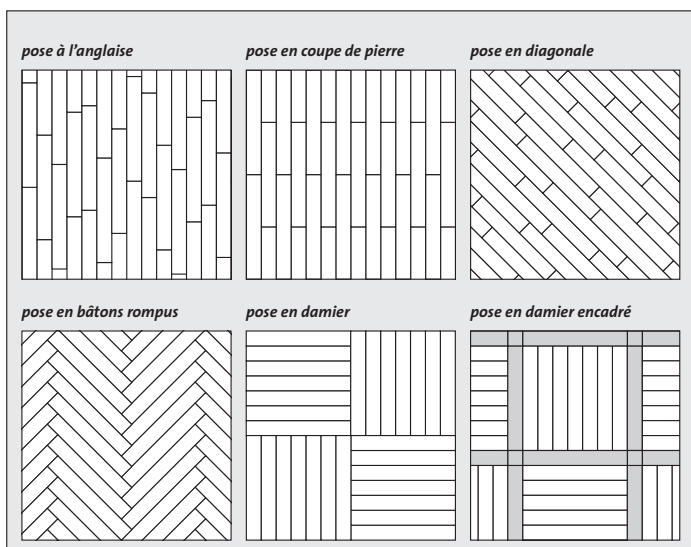 pose à l'anglaise
pose en coupe de pierre
pose en diagonale
pose en bâtons rompus
pose en damier
pose en damier encadré